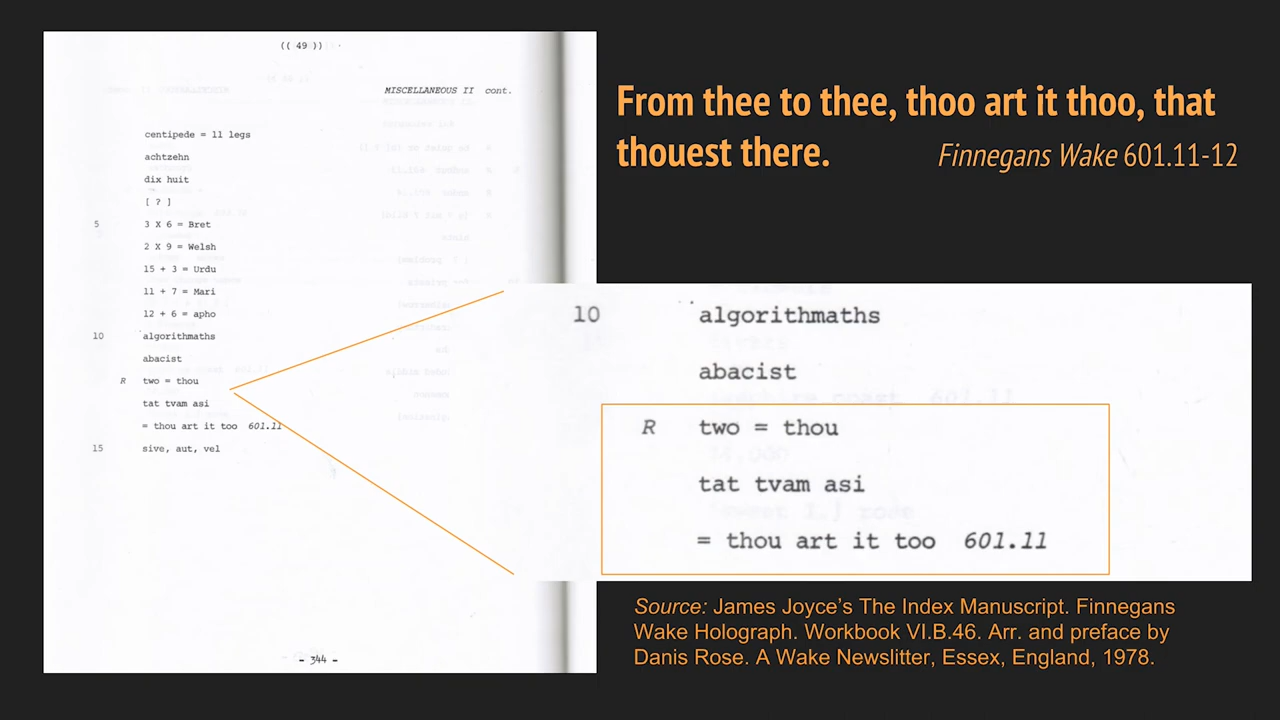 (( 49 ))
MISCELLANEOUS II cont.
centipede = 11 legs
achtzehn
dix huit
[ ? ]
5 3 X 6 = Bret
2 X 9 = Welsh
15 + 3 = Urdu
11 + 7 = Mari
12 + 6 = apho
10 algorithmaths
abacist
R two = thou
tat tvam asi
= thou art it too 601.11
15 sive, aut, vel
- 344 -
From thee to thee, thoo art it thoo, that
thouest there. Finnegans Wake 601.11-12
10 algorithmaths
abacist
R two = thou
tat tvam asi
= thou art it too 601.11
Source: James Joyce’s The Index Manuscript. Finnegans
Wake Holograph. Workbook VI.B.46. Arr. and preface by
Danis Rose. A Wake Newslitter, Essex, England, 1978.